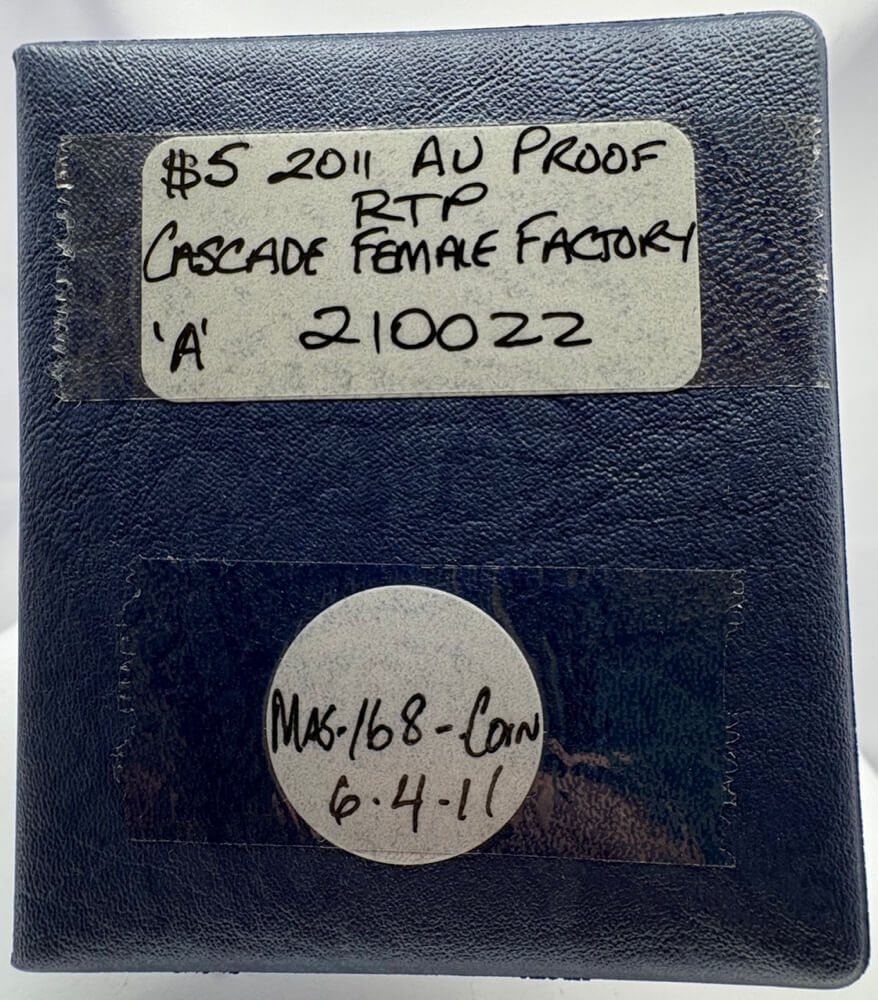 $5 2011 AU PROOF
RTP
CASCADE FEMALE FACTORY
'A' 210022
MAS-168-COIN
6.4.11